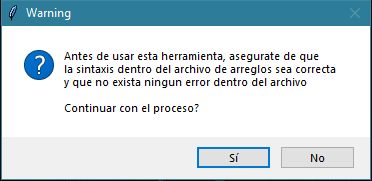 Warning
Antes de usar esta herramienta, asegurate de que
la sintaxis dentro del archivo de arreglos sea correcta
y que no exista ningun error dentro del archivo
Continuar con el proceso?
Sí
No